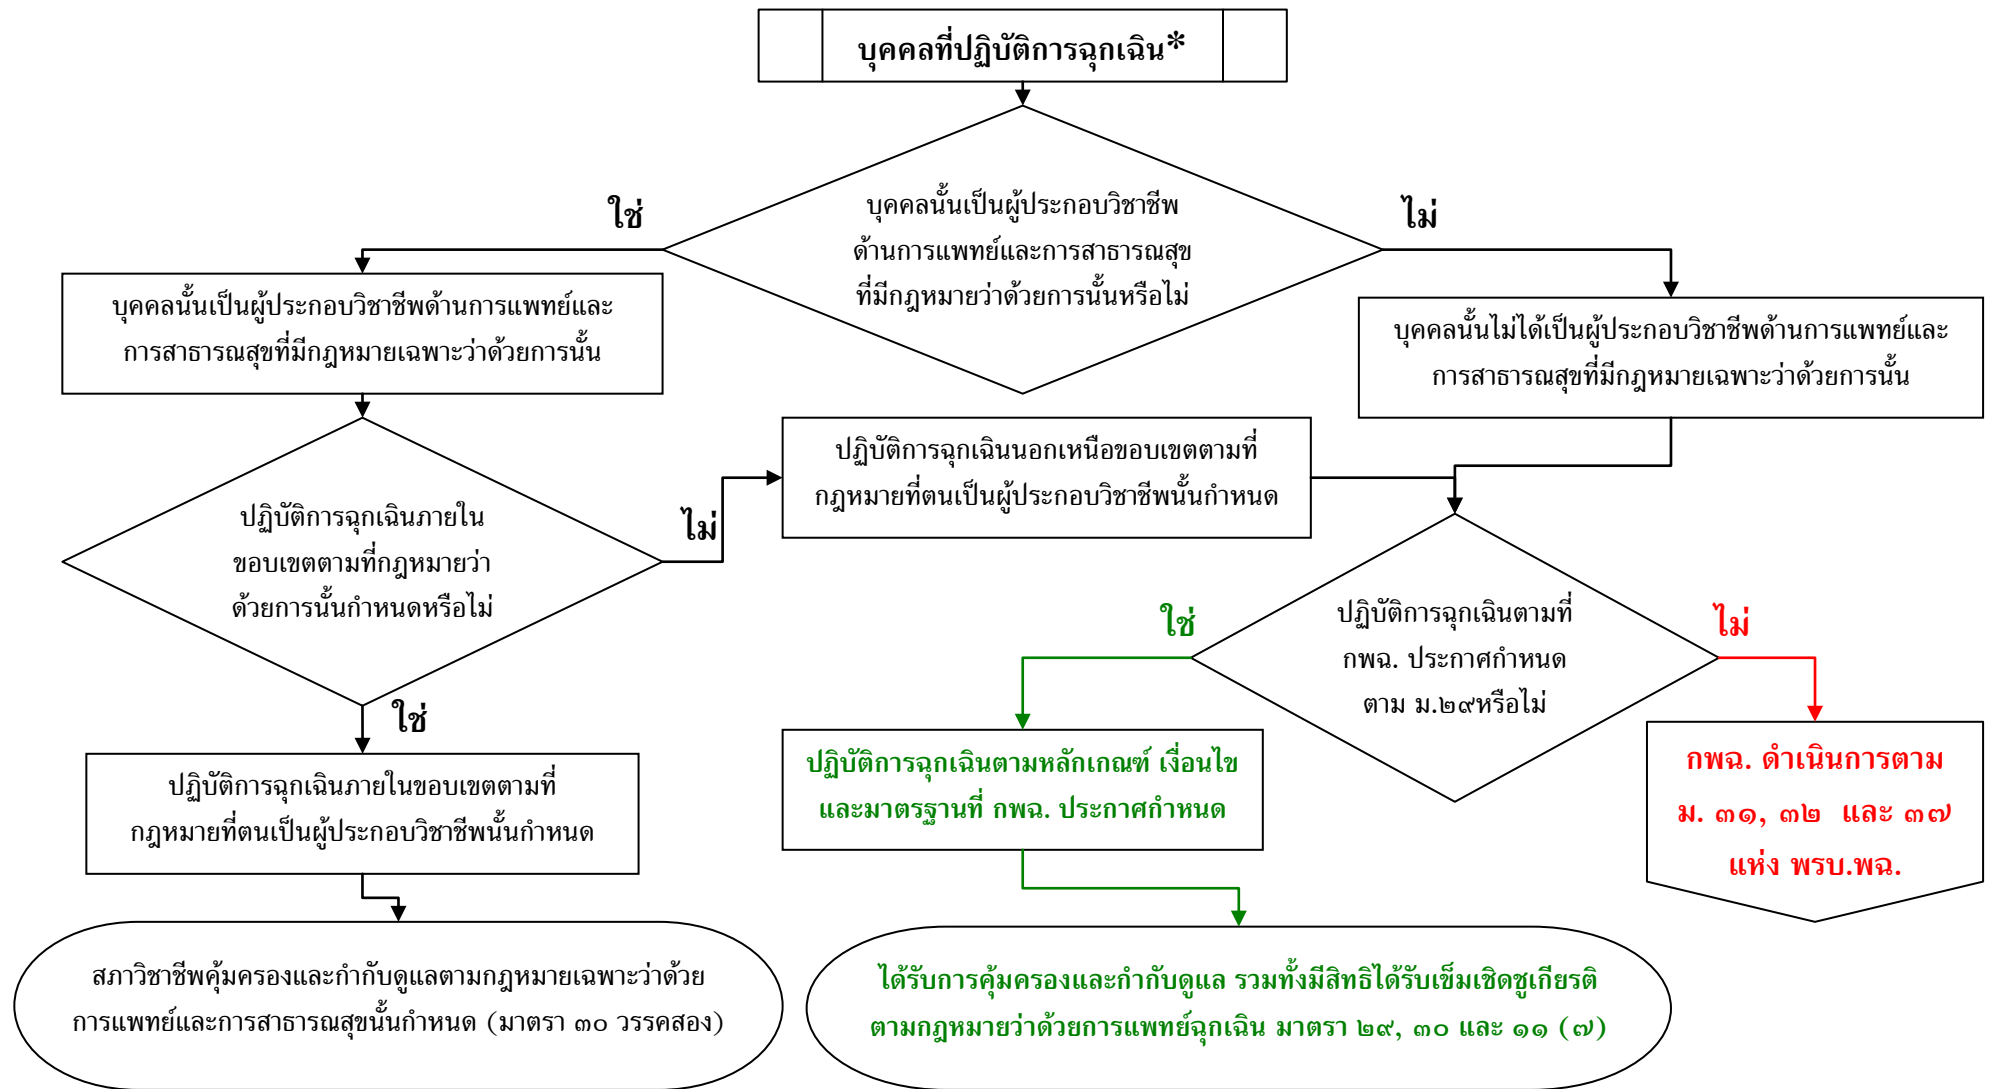 บุคคลที่ปฏิบัติการฉุกเฉิน*
บุคคลนั้นเป็นผู้ประกอบวิชาชีพ
ด้านการแพทย์และการสาธารณสุข
ที่มีกฎหมายว่าด้วยการนั้นหรือไม่
ใช่
ไม่
บุคคลนั้นเป็นผู้ประกอบวิชาชีพด้านการแพทย์และ
การสาธารณสุขที่มีกฎหมายเฉพาะว่าด้วยการนั้น
บุคคลนั้นไม่ได้เป็นผู้ประกอบวิชาชีพด้านการแพทย์และ
การสาธารณสุขที่มีกฎหมายเฉพาะว่าด้วยการนั้น
ปฏิบัติการฉุกเฉินนอกเหนือขอบเขตตามที่
กฎหมายที่ตนเป็นผู้ประกอบวิชาชีพนั้นกำหนด
ปฏิบัติการฉุกเฉินภายใน
ขอบเขตตามที่กฎหมายว่า
ด้วยการนั้นกำหนดหรือไม่
ไม่
ใช่
ปฏิบัติการฉุกเฉินตามที่
กพฉ. ประกาศกำหนด
ตาม ม.๒๙หรือไม่
ใช่
ไม่
ปฏิบัติการฉุกเฉินภายในขอบเขตตามที่
กฎหมายที่ตนเป็นผู้ประกอบวิชาชีพนั้นกำหนด
ปฏิบัติการฉุกเฉินตามหลักเกณฑ์ เงื่อนไข
และมาตรฐานที่ กพฉ. ประกาศกำหนด
กพฉ. ดำเนินการตาม
ม. ๓๑, ๓๒ และ ๓๗
แห่ง พรบ.พฉ.
สภาวิชาชีพคุ้มครองและกำกับดูแลตามกฎหมายเฉพาะว่าด้วย
การแพทย์และการสาธารณสุขนั้นกำหนด (มาตรา ๓๐ วรรคสอง)
ได้รับการคุ้มครองและกำกับดูแล รวมทั้งมีสิทธิได้รับเข็มเชิดชูเกียรติ
ตามกฎหมายว่าด้วยการแพทย์ฉุกเฉิน มาตรา ๒๙, ๓๐ และ ๑๑ (๗)